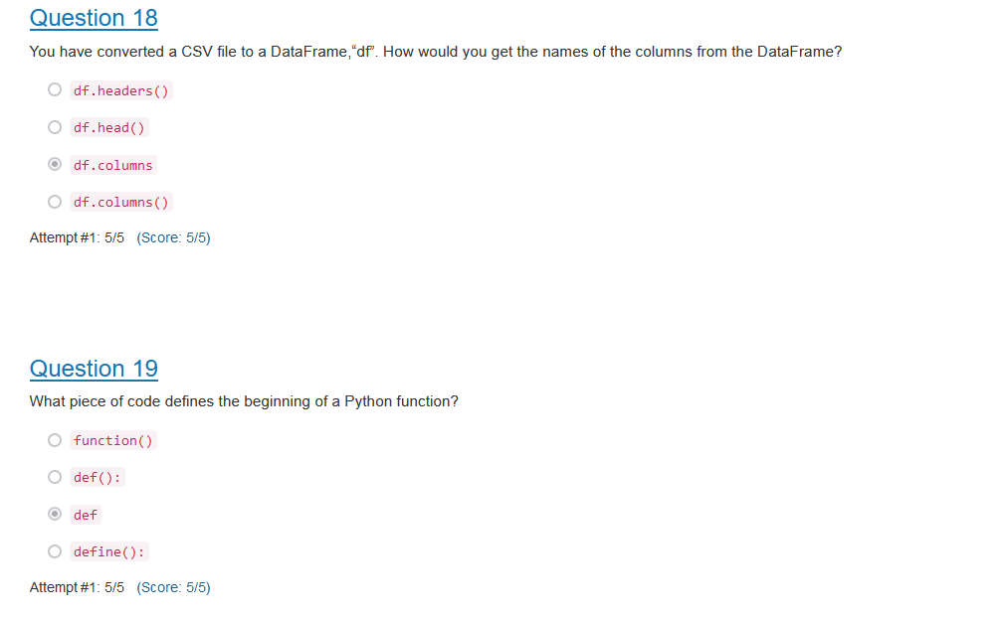 Question 18
You have converted a CSV file to a DataFrame,“df”. How would you get the names of the columns from the DataFrame?
df.headers()
df.head()
df.columns
df.columns()
Attempt #1: 5/5 (Score: 5/5)
Question 19
What piece of code defines the beginning of a Python function?
function()
def():
def
define():
Attempt #1: 5/5 (Score: 5/5)